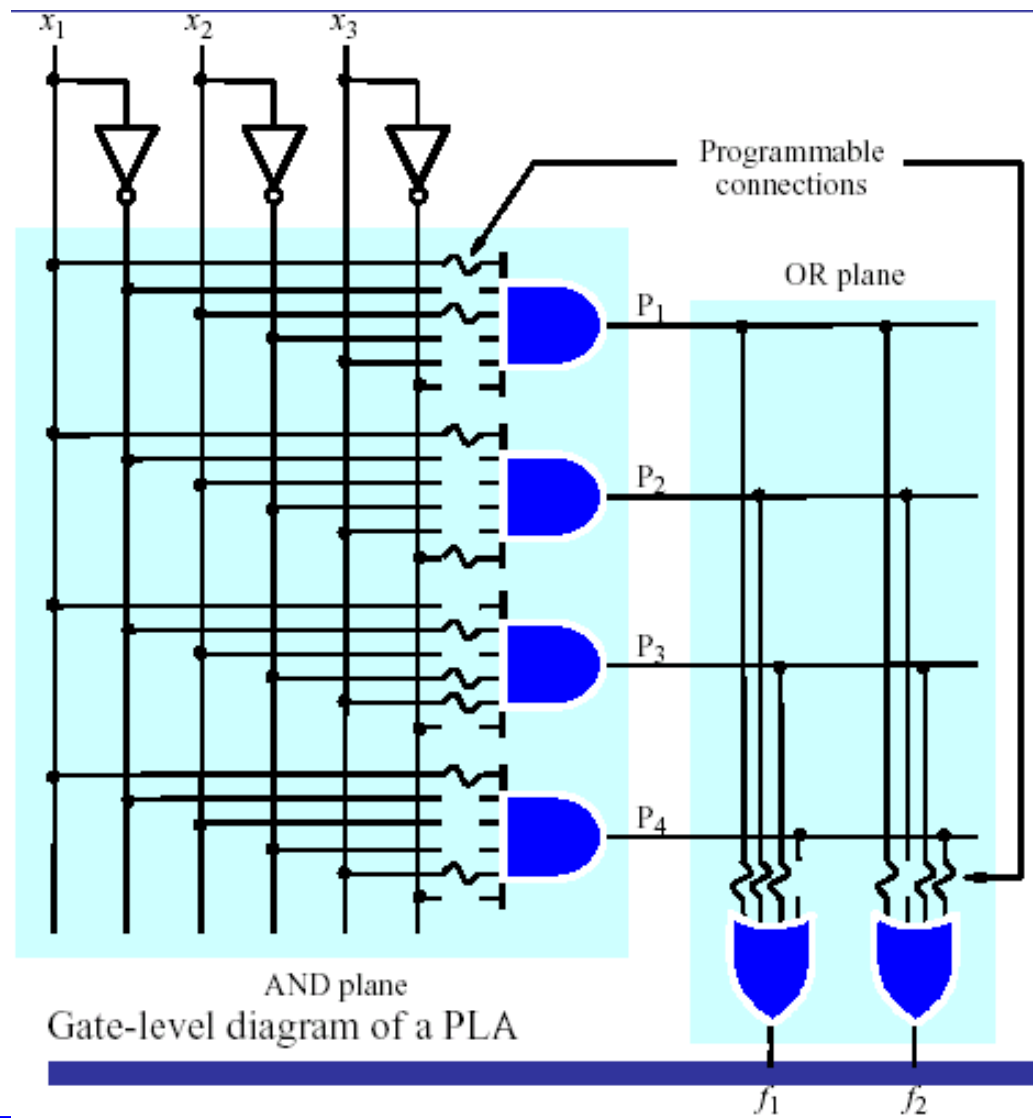 x1 x2 x3
Programmable
connections
OR plane
P1
P2
P3
P4
AND plane
Gate-level diagram of a PLA
f1 f2